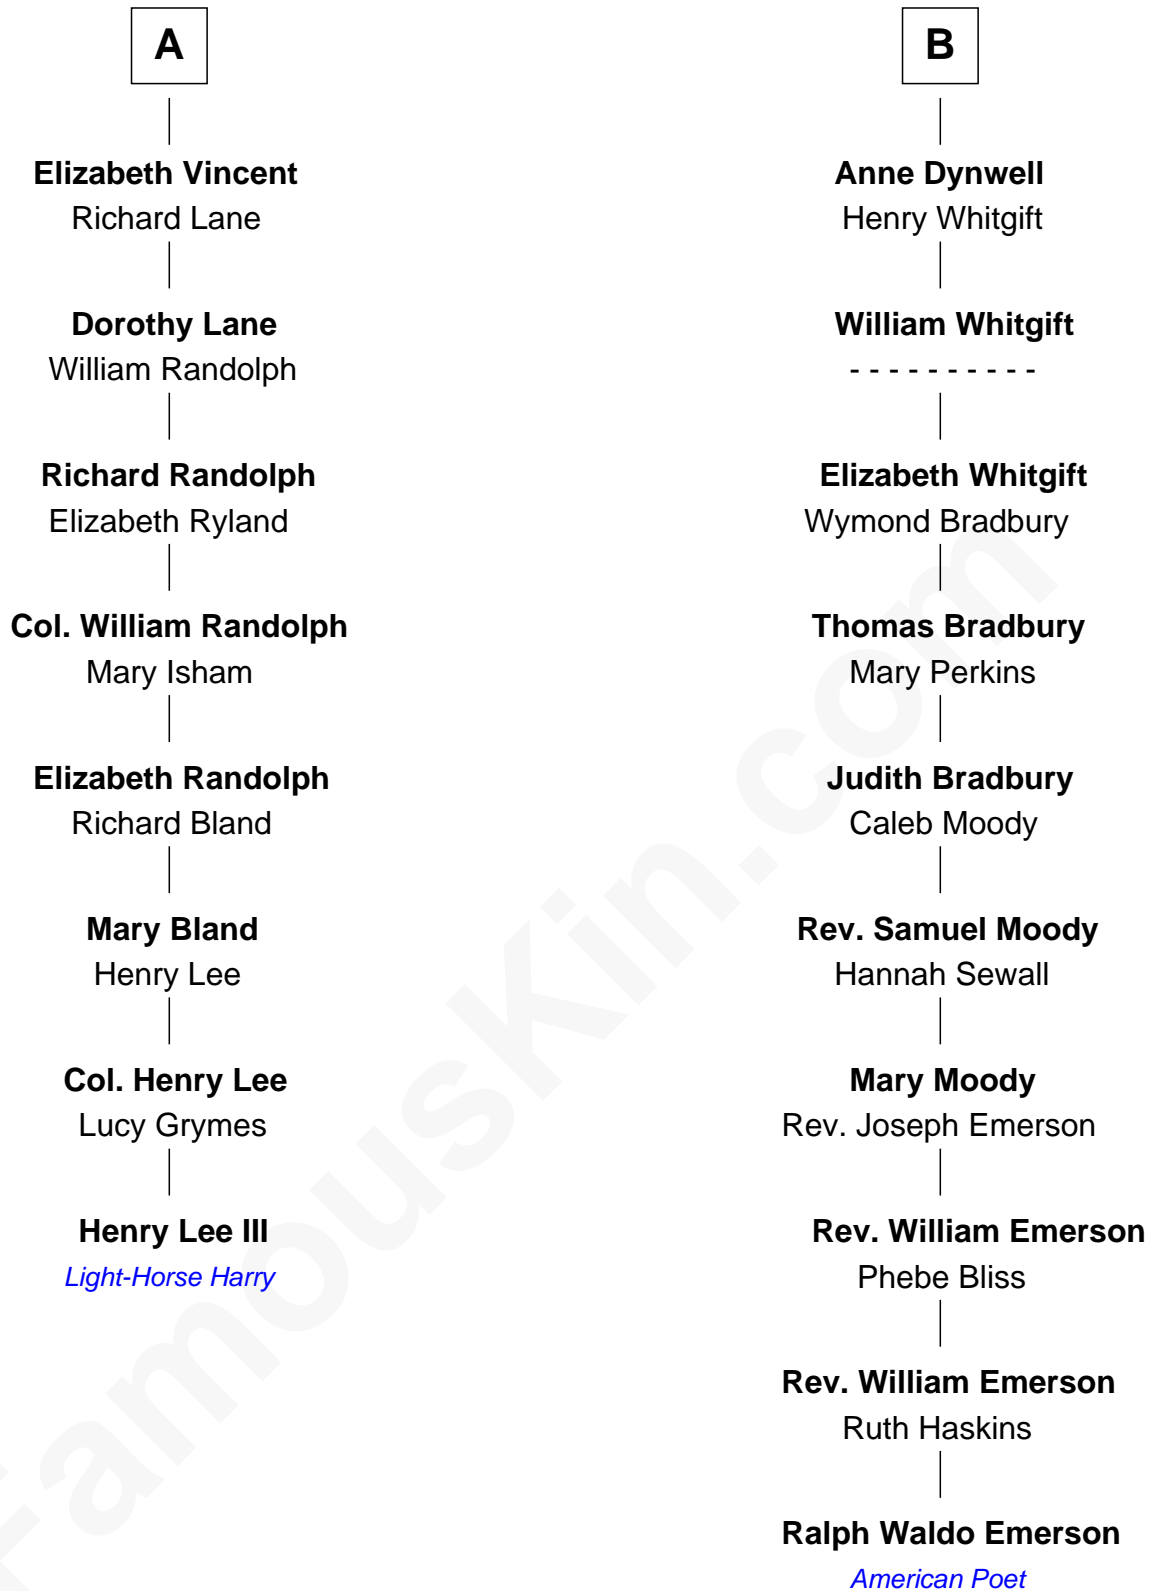 A
Elizabeth Vincent
Richard Lane
Dorothy Lane
William Randolph
Richard Randolph
Elizabeth Ryland
Col. William Randolph
Mary Isham
Elizabeth Randolph
Richard Bland
Mary Bland
Henry Lee
Col. Henry Lee
Lucy Grymes
Henry Lee III
Light-Horse Harry
B
Anne Dynwell
Henry Whitgift
William Whitgift
- - - - - - - - - -
Elizabeth Whitgift
Wymond Bradbury
Thomas Bradbury
Mary Perkins
Judith Bradbury
Caleb Moody
Rev. Samuel Moody
Hannah Sewall
Mary Moody
Rev. Joseph Emerson
Rev. William Emerson
Phebe Bliss
Rev. William Emerson
Ruth Haskins
Ralph Waldo Emerson
American Poet
FamousKin.com